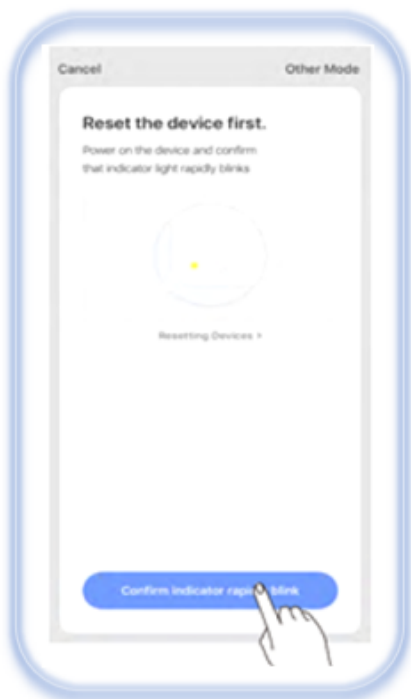 Cancel Other Mode
Reset the device first.
Power on the device and confirm
that indicator light rapidly blinks
Resetting Devices >
Confirm indicator rapidly blink